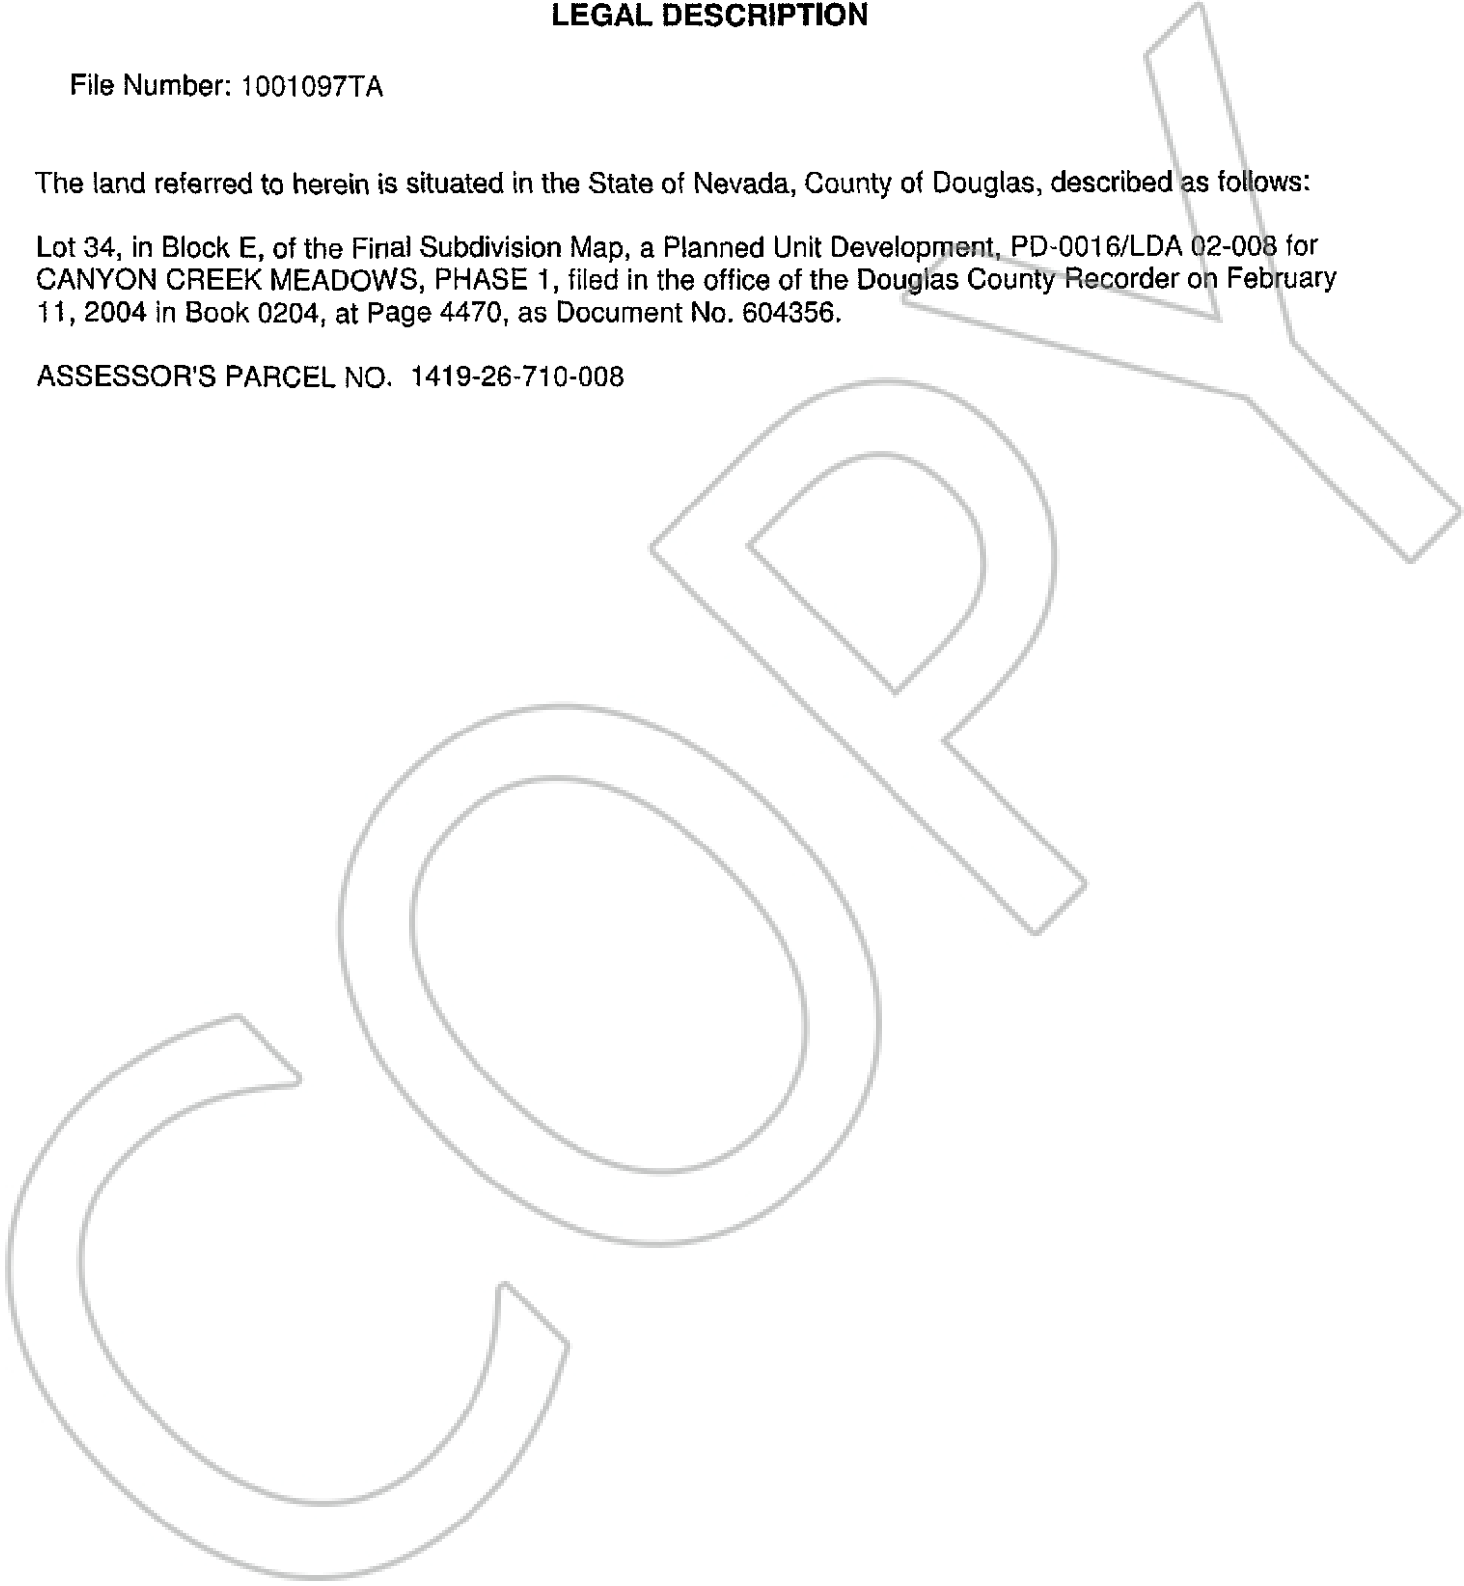 LEGAL DESCRIPTION
File Number: 1001097TA
The land referred to herein is situated in the State of Nevada, County of Douglas, described as follows:
Lot 34, in Block E, of the Final Subdivision Map, a Planned Unit Development, PD-0016/LDA 02-008 for
CANYON CREEK MEADOWS, PHASE 1, filed in the office of the Douglas County Recorder on February
11, 2004 in Book 0204, at Page 4470, as Document No. 604356.
ASSESSOR'S PARCEL NO. 1419-26-710-008
COPY